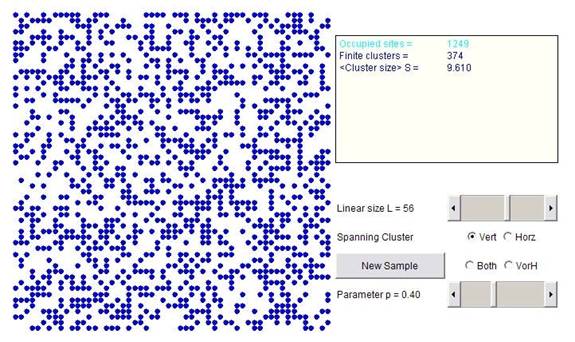 Occupied sites = 1249
Finite clusters = 374
<Cluster size> S = 9.610
Linear size L = 56
Spanning Cluster Vert Horz
New Sample Both VorH
Parameter p = 0.40